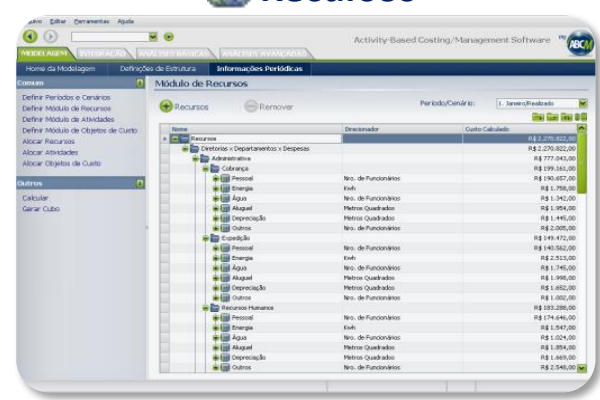 Recursos
Editar Ferramentas Ajuda
Activity-Based Costing/Management Software ABCM
MODELAGEM INTEGRAÇÃO ANÁLISES BÁSICAS ANÁLISES AVANÇADAS
Home da Modelagem Definições de Estrutura Informações Periódicas
Comum
Definir Períodos e Cenários
Definir Módulo de Recursos
Definir Módulo de Atividades
Definir Módulo de Objetos de Custo
Alocar Recursos
Alocar Atividades
Alocar Objetos de Custo
Outros
Calcular
Gerar Cubo
Módulo de Recursos
Recursos Remover Período/Cenário: 1. Janeiro/Realizado
Nome Direcionador Custo Calculado
Recursos R$ 2.270.822,00
Diretorias x Departamentos x Despesas R$ 2.270.822,00
Administrativa R$ 777.043,00
Cobrança R$ 199.161,00
Pessoal Nro. de Funcionários R$ 190.657,00
Energia Kwh R$ 1.758,00
Água Nro. de Funcionários R$ 1.342,00
Aluguel Metros Quadrados R$ 1.954,00
Depreciação Metros Quadrados R$ 1.445,00
Outros Nro. de Funcionários R$ 2.005,00
Expedição R$ 149.472,00
Pessoal Nro. de Funcionários R$ 140.562,00
Energia Kwh R$ 2.513,00
Água Nro. de Funcionários R$ 1.745,00
Aluguel Metros Quadrados R$ 1.998,00
Depreciação Metros Quadrados R$ 1.652,00
Outros Nro. de Funcionários R$ 1.002,00
Recursos Humanos R$ 183.288,00
Pessoal Nro. de Funcionários R$ 174.646,00
Energia Kwh R$ 1.547,00
Água Nro. de Funcionários R$ 1.024,00
Aluguel Metros Quadrados R$ 1.854,00
Depreciação Metros Quadrados R$ 1.669,00
Outros Nro. de Funcionários R$ 2.548,00